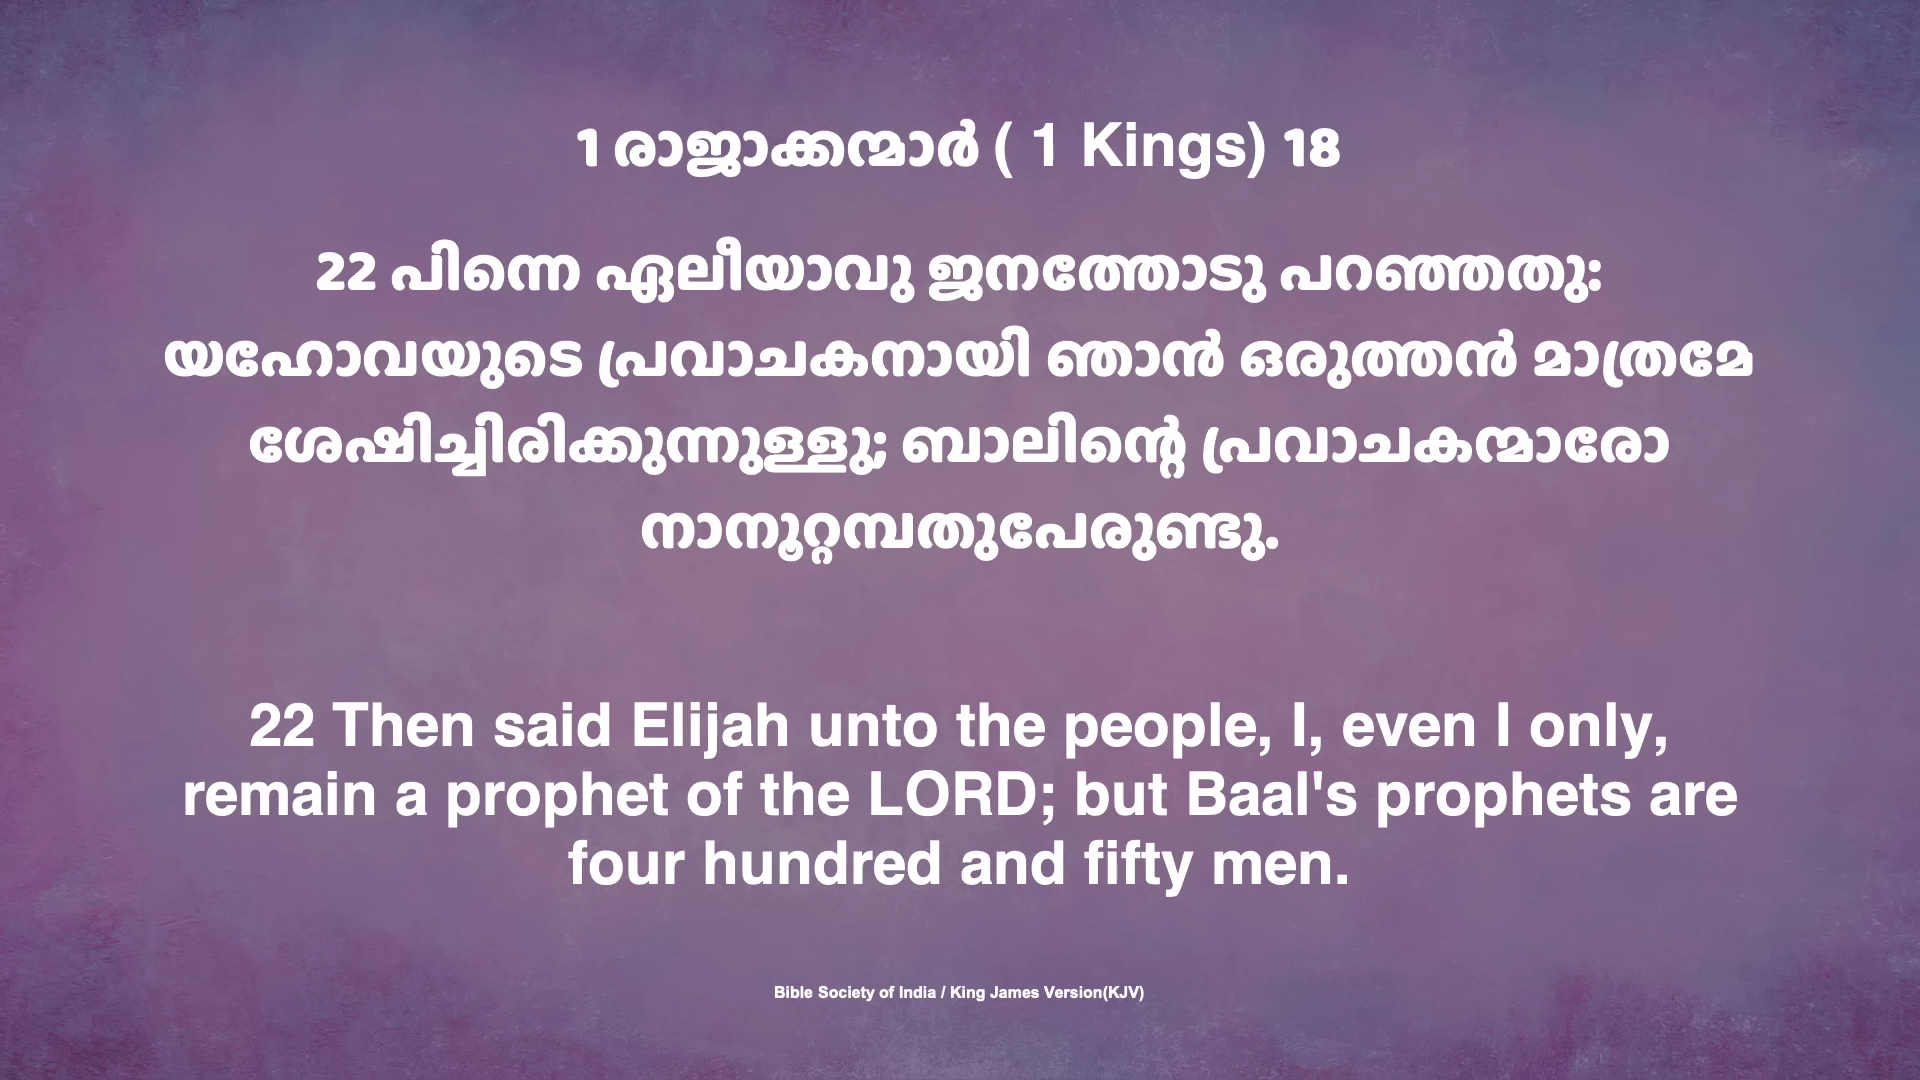 1 രാജാക്കന്മാർ ( 1 Kings) 18
22 പിന്നെ ഏലീയാവു ജനത്തോടു പറഞ്ഞതു:
യഹോവയുടെ പ്രവാചകനായി ഞാൻ ഒരുത്തൻ മാത്രമേ
ശേഷിച്ചിരിക്കുന്നുള്ളു; ബാലിന്റെ പ്രവാചകന്മാരോ
നാനൂറ്റമ്പതുപേരുണ്ടു.
22 Then said Elijah unto the people, I, even I only,
remain a prophet of the LORD; but Baal's prophets are
four hundred and fifty men.
Bible Society of India / King James Version(KJV)